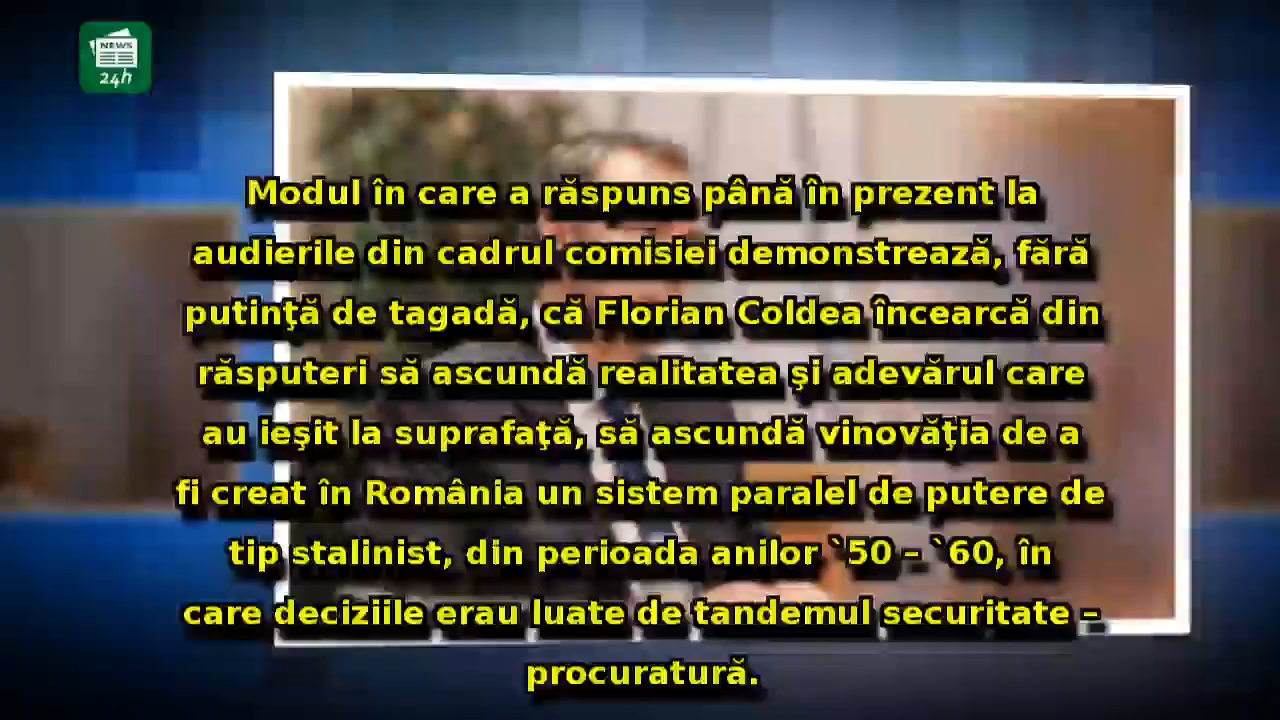 NEWS
24h
Modul în care a răspuns până în prezent la
audierile din cadrul comisiei demonstrează, fără
putinţă de tagadă, că Florian Coldea încearcă din
răsputeri să ascundă realitatea şi adevărul care
au ieşit la suprafaţă, să ascundă vinovăţia de a
fi creat în România un sistem paralel de putere de
tip stalinist, din perioada anilor `50 – `60, în
care deciziile erau luate de tandemul securitate –
procuratură.